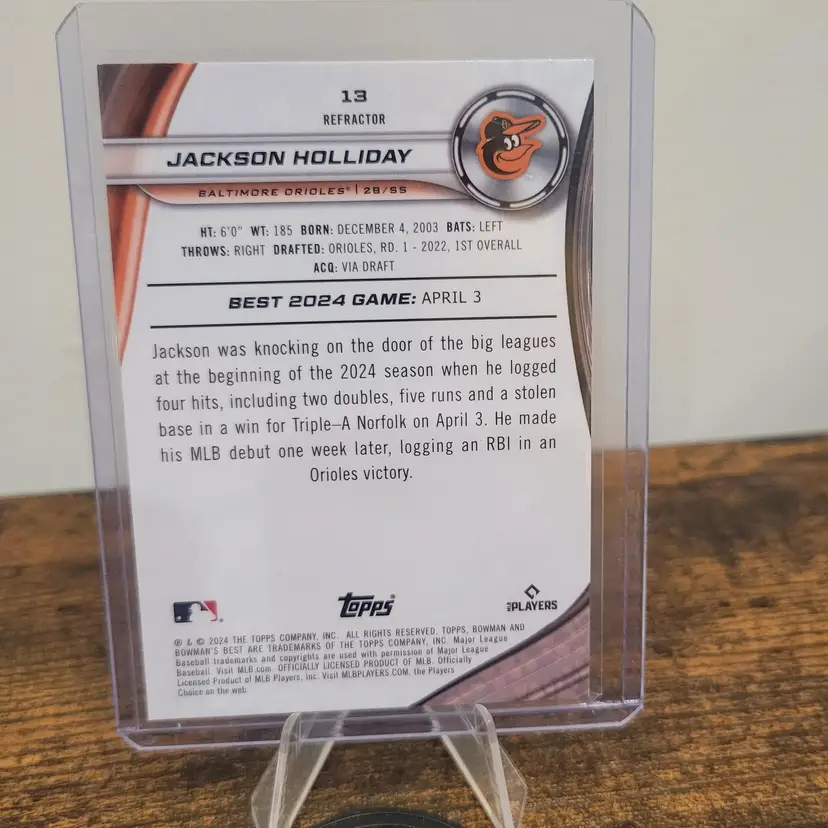 13
REFRACTOR
JACKSON HOLLIDAY
BALTIMORE ORIOLES® | 2B/SS
HT: 6'0" WT: 185 BORN: DECEMBER 4, 2003 BATS: LEFT
THROWS: RIGHT DRAFTED: ORIOLES, RD. 1 - 2022, 1ST OVERALL
ACQ: VIA DRAFT
BEST 2024 GAME: APRIL 3
Jackson was knocking on the door of the big leagues
at the beginning of the 2024 season when he logged
four hits, including two doubles, five runs and a stolen
base in a win for Triple–A Norfolk on April 3. He made
his MLB debut one week later, logging an RBI in an
Orioles victory.
Topps
PLAYERS
® & © 2024 THE TOPPS COMPANY, INC. ALL RIGHTS RESERVED. TOPPS, BOWMAN AND
BOWMAN'S BEST ARE TRADEMARKS OF THE TOPPS COMPANY, INC. Major League
Baseball trademarks and copyrights are used with permission of Major League
Baseball. Visit MLB.com. OFFICIALLY LICENSED PRODUCT OF MLB. Officially
Licensed Product of MLB Players, Inc. Visit MLBPLAYERS.COM, the Players
Choice on the web.